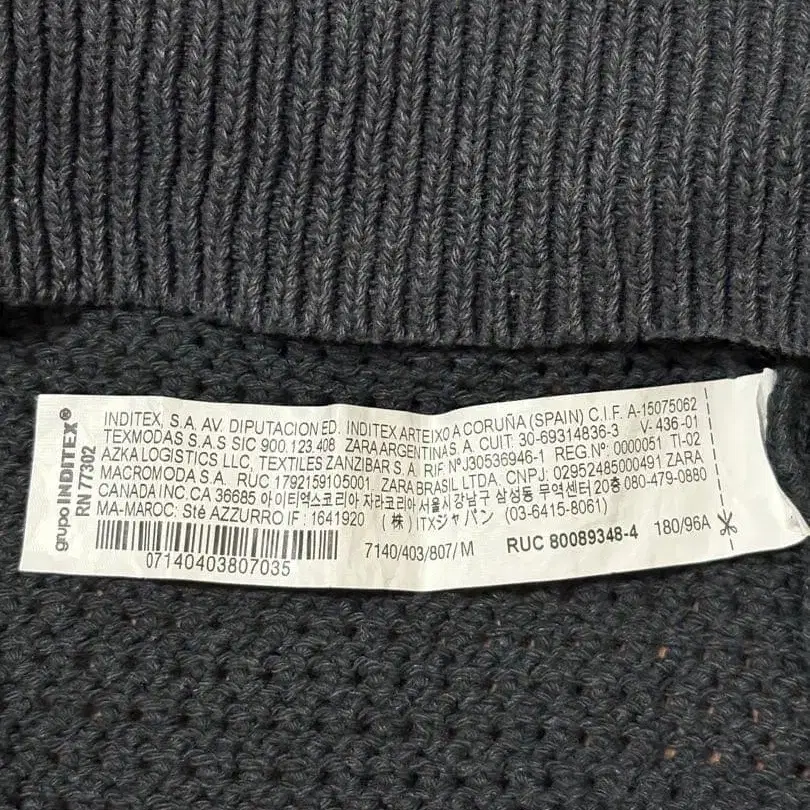 grupo INDITEX®
RN 77302
INDITEX, S.A. AV. DIPUTACION ED. INDITEX ARTEIXO A CORUÑA (SPAIN) C.I.F. A-15075062
TEXMODAS S.A.S SIC 900.123.408 ZARA ARGENTINA S.A. CUIT: 30-69314836-3 V-436-01
AZKA LOGISTICS LLC, TEXTILES ZANZIBAR S.A. RIF. Nº J30536946-1 REG.Nº: 0000051 TI-02
MACROMODA S.A. RUC 1792159105001. ZARA BRASIL LTDA. CNPJ: 02952485000491 ZARA
CANADA INC. CA 36685 아이티엑스코리아 자라코리아 서울시 강남구 삼성동 무역센터 20층 080-479-0880
MA-MAROC: Sté AZZURRO IF : 1641920 (株) ITXジャパン (03-6415-8061)
07140403807035
7140/403/807/M RUC 80089348-4 180/96A